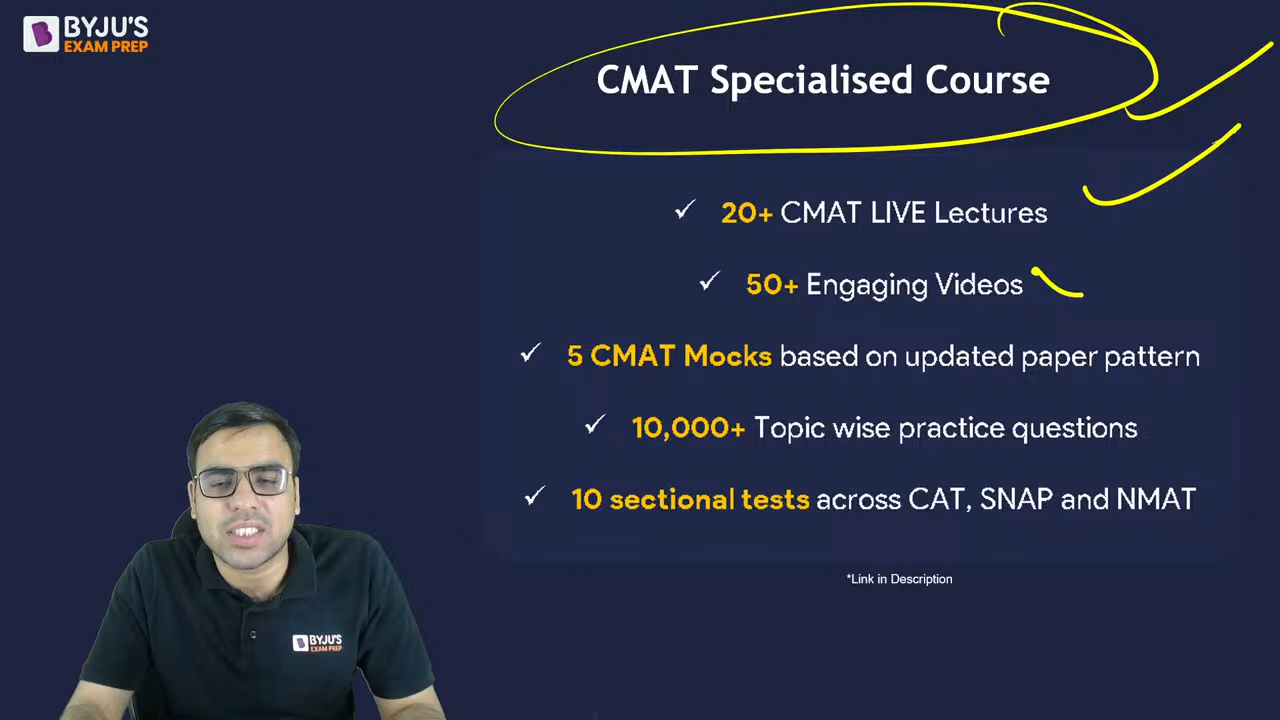 BYJU'S
EXAM PREP
CMAT Specialised Course
20+ CMAT LIVE Lectures
50+ Engaging Videos
5 CMAT Mocks based on updated paper pattern
10,000+ Topic wise practice questions
10 sectional tests across CAT, SNAP and NMAT
*Link in Description
BYJU'S
EXAM PREP